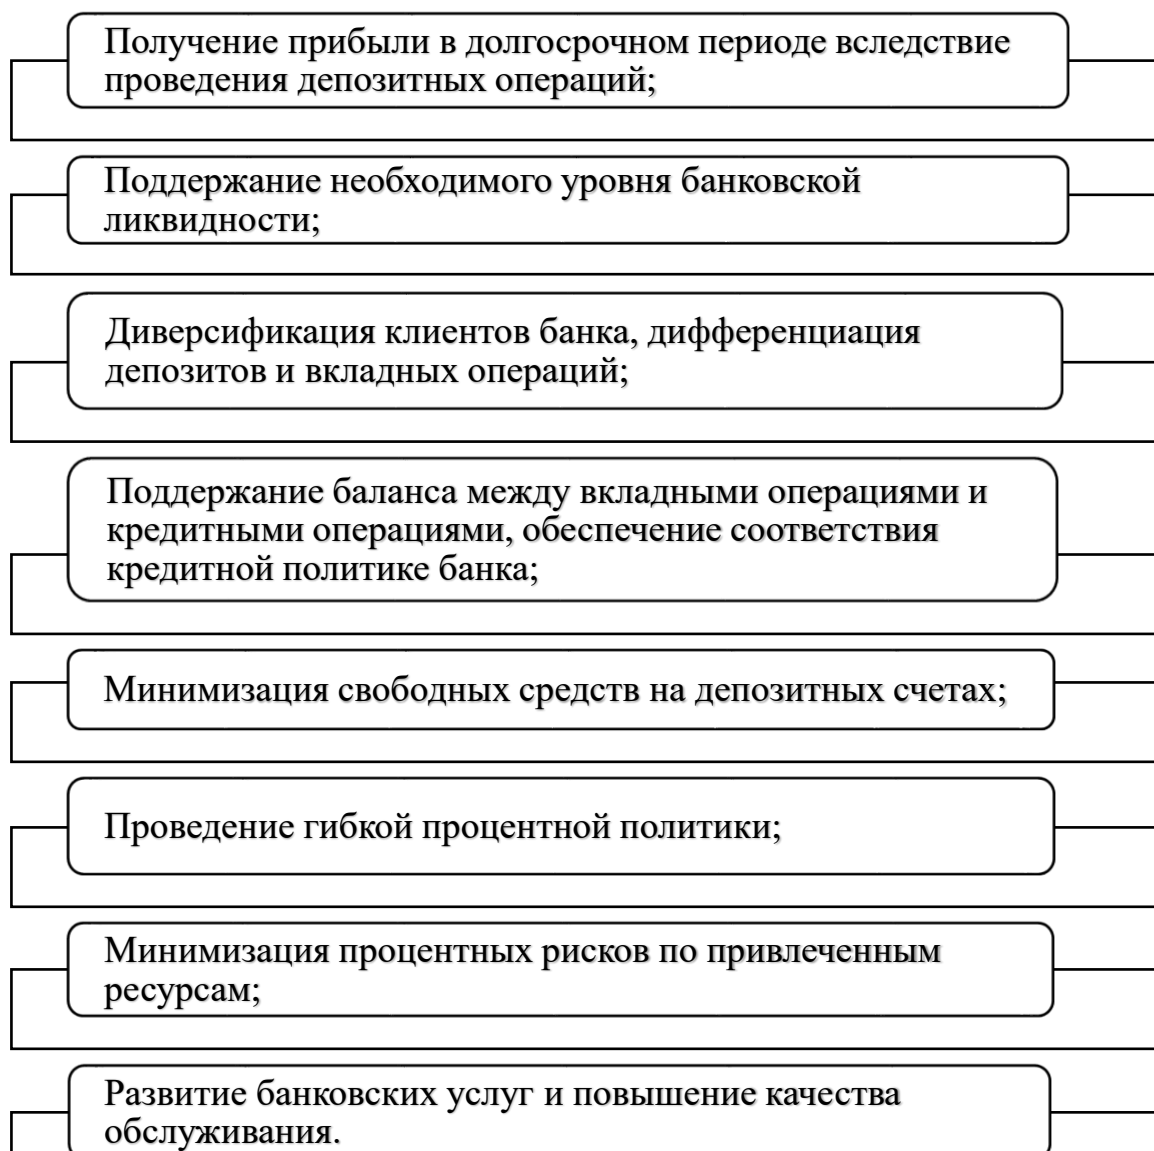 Получение прибыли в долгосрочном периоде вследствие
проведения депозитных операций;
Поддержание необходимого уровня банковской
ликвидности;
Диверсификация клиентов банка, дифференциация
депозитов и вкладных операций;
Поддержание баланса между вкладными операциями и
кредитными операциями, обеспечение соответствия
кредитной политике банка;
Минимизация свободных средств на депозитных счетах;
Проведение гибкой процентной политики;
Минимизация процентных рисков по привлеченным
ресурсам;
Развитие банковских услуг и повышение качества
обслуживания.